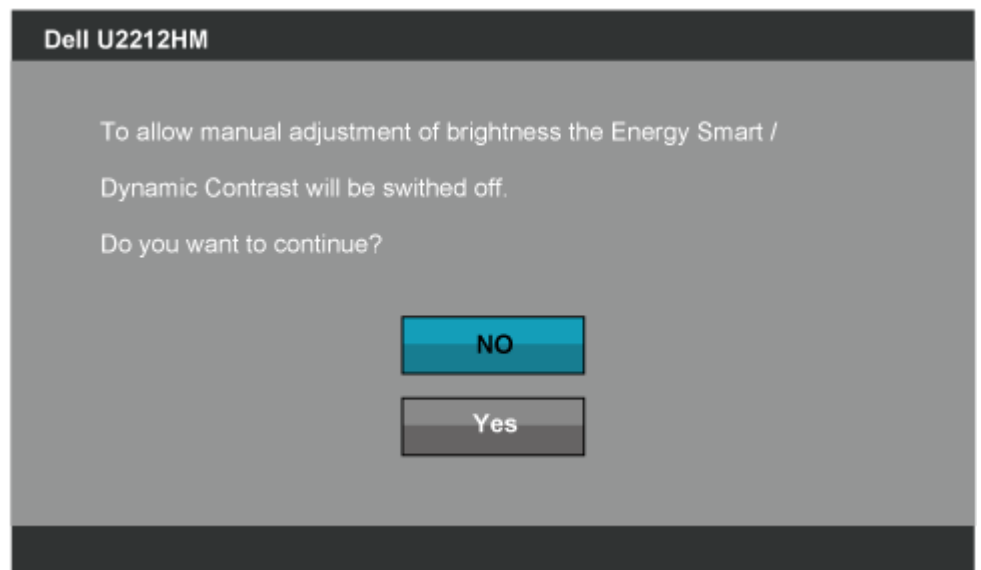 Dell U2212HM
To allow manual adjustment of brightness the Energy Smart /
Dynamic Contrast will be swithed off.
Do you want to continue?
NO
Yes